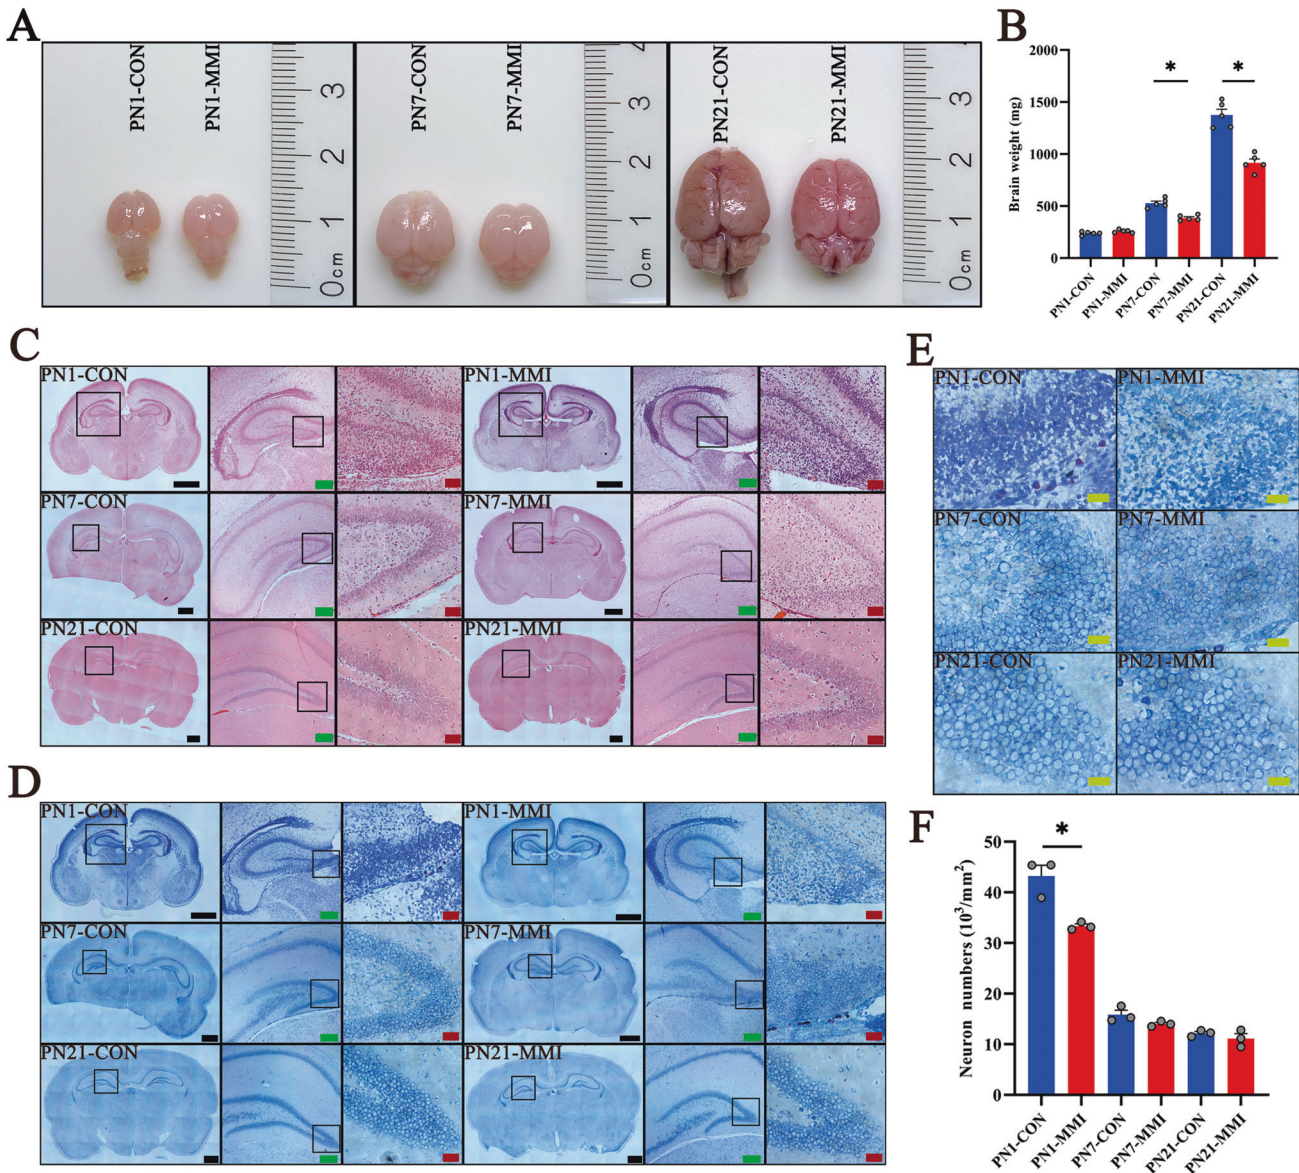 A
PN1-CON
PN1-MMI
3
2
1
0cm
PN7-CON
PN7-MMI
4
3
2
1
0cm
PN21-CON
PN21-MMI
3
2
1
0cm
B
Brain weight (mg)
2000
1500
1000
500
0
*
*
PN1-CON
PN1-MMI
PN7-CON
PN7-MMI
PN21-CON
PN21-MMI
C
PN1-CON
PN1-MMI
PN7-CON
PN7-MMI
PN21-CON
PN21-MMI
D
PN1-CON
PN1-MMI
PN7-CON
PN7-MMI
PN21-CON
PN21-MMI
E
PN1-CON
PN1-MMI
PN7-CON
PN7-MMI
PN21-CON
PN21-MMI
F
Neuron numbers (10³/mm²)
50
40
30
20
10
0
*
PN1-CON
PN1-MMI
PN7-CON
PN7-MMI
PN21-CON
PN21-MMI